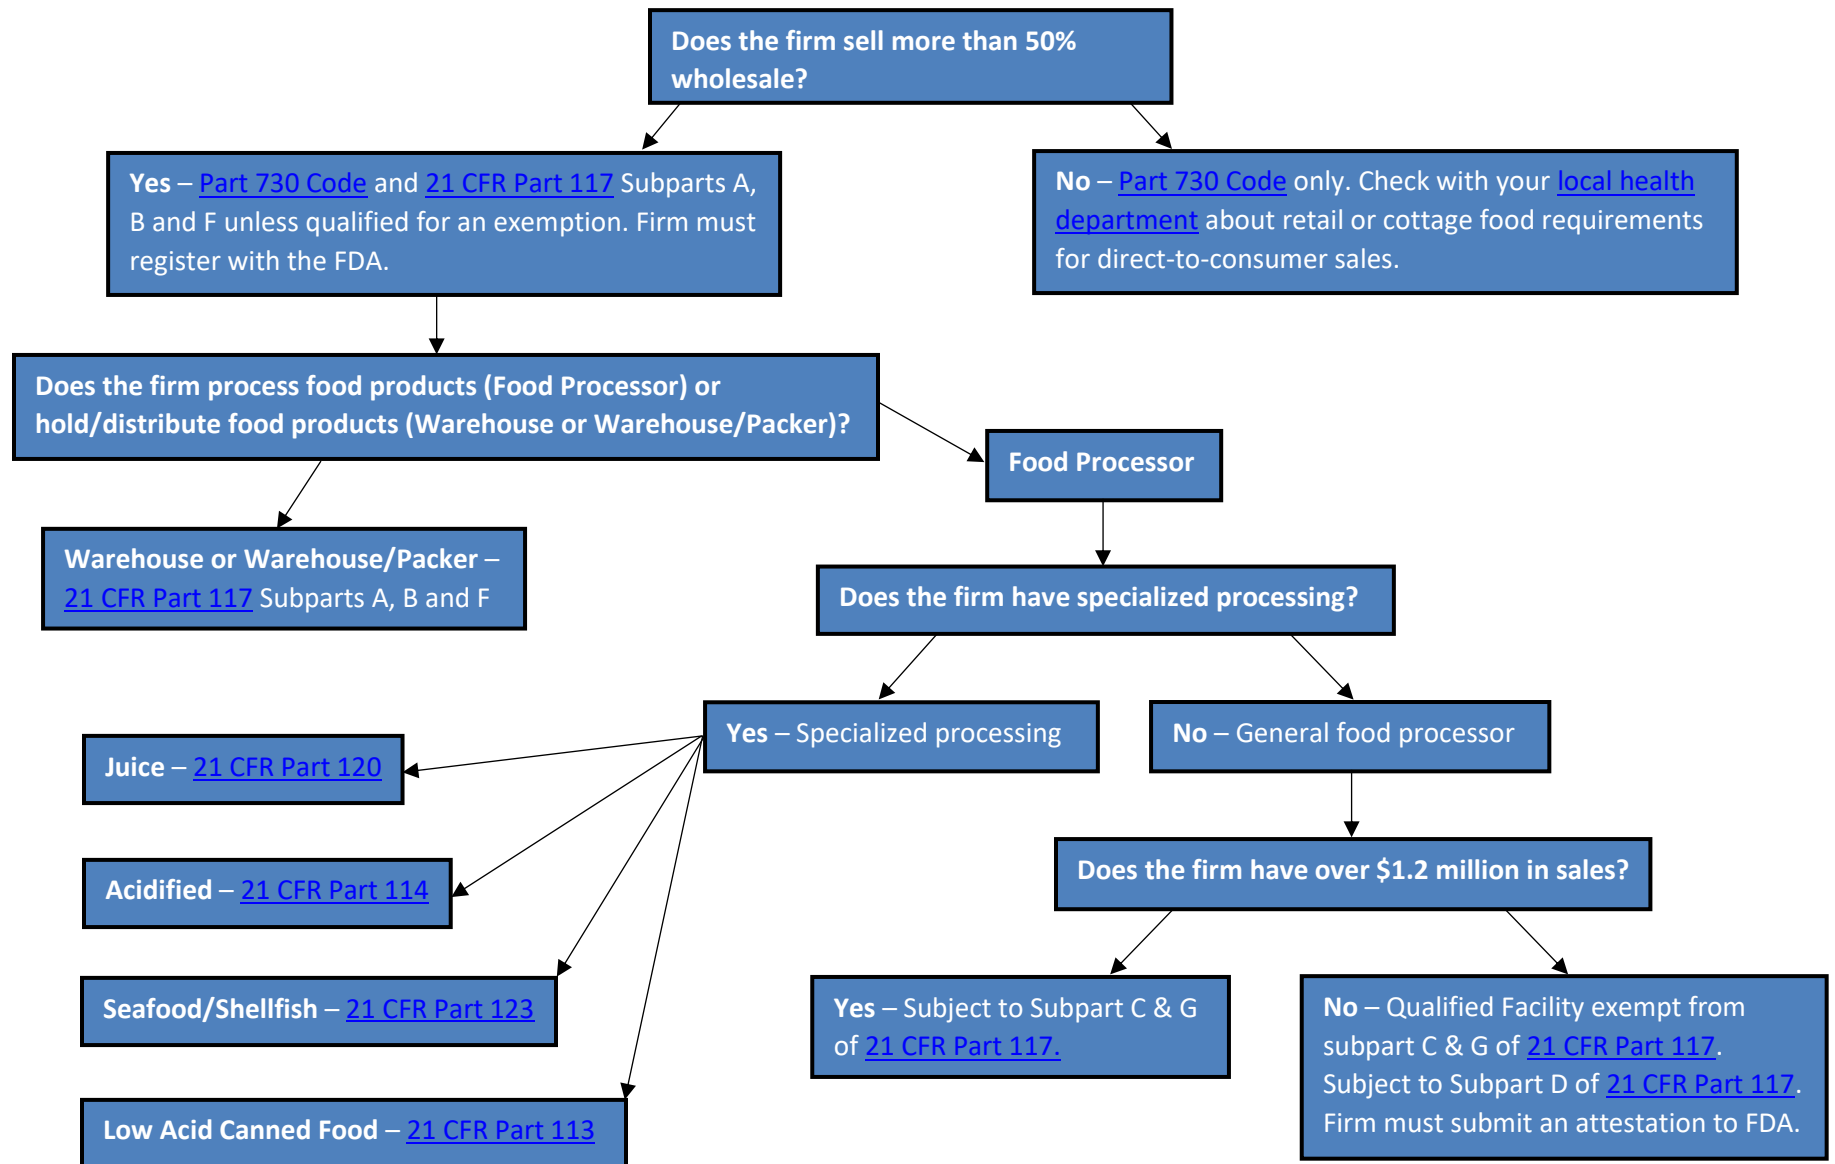 Does the firm sell more than 50%
wholesale?
Yes – Part 730 Code and 21 CFR Part 117 Subparts A,
B and F unless qualified for an exemption. Firm must
register with the FDA.
No – Part 730 Code only. Check with your local health
department about retail or cottage food requirements
for direct-to-consumer sales.
Does the firm process food products (Food Processor) or
hold/distribute food products (Warehouse or Warehouse/Packer)?
Food Processor
Warehouse or Warehouse/Packer –
21 CFR Part 117 Subparts A, B and F
Does the firm have specialized processing?
Yes – Specialized processing
No – General food processor
Juice – 21 CFR Part 120
Acidified – 21 CFR Part 114
Seafood/Shellfish – 21 CFR Part 123
Low Acid Canned Food – 21 CFR Part 113
Does the firm have over $1.2 million in sales?
Yes – Subject to Subpart C & G
of 21 CFR Part 117.
No – Qualified Facility exempt from
subpart C & G of 21 CFR Part 117.
Subject to Subpart D of 21 CFR Part 117.
Firm must submit an attestation to FDA.